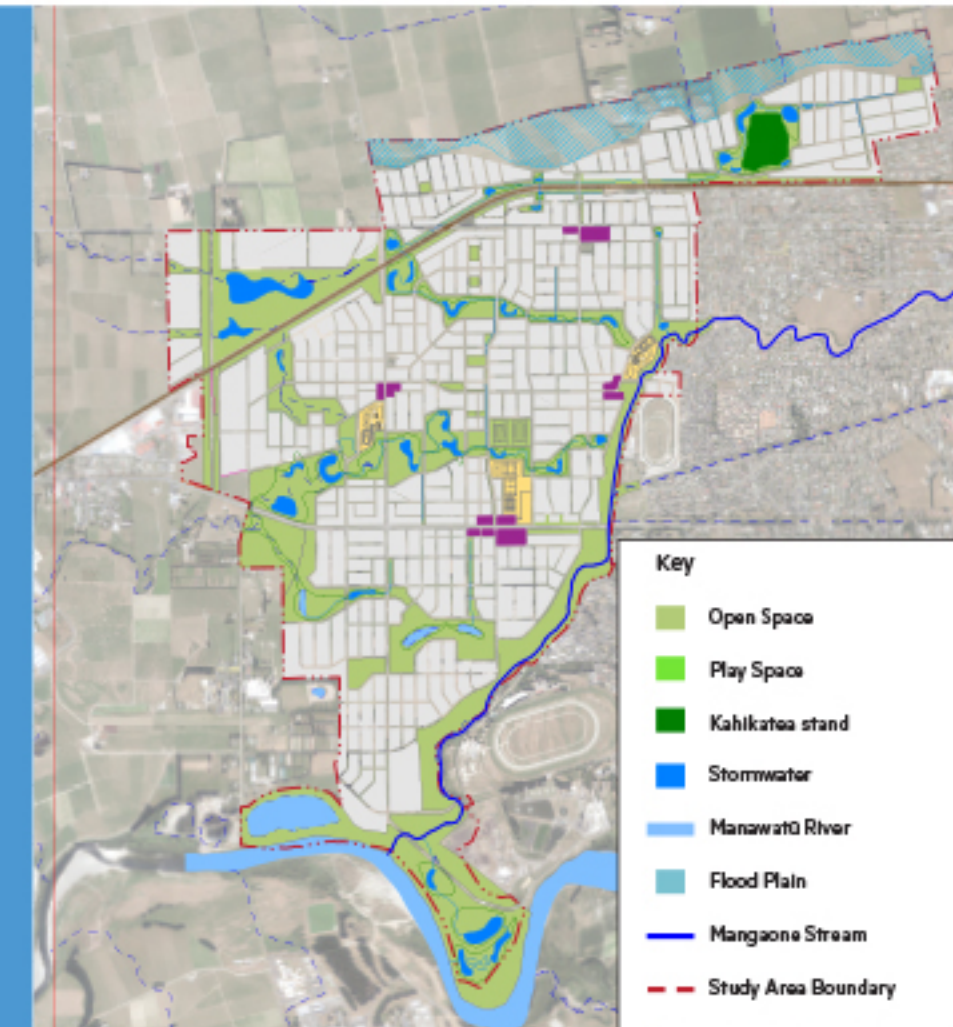 Key
Open Space
Play Space
Kahikatea stand
Stormwater
Manawatū River
Flood Plain
Mangaone Stream
Study Area Boundary